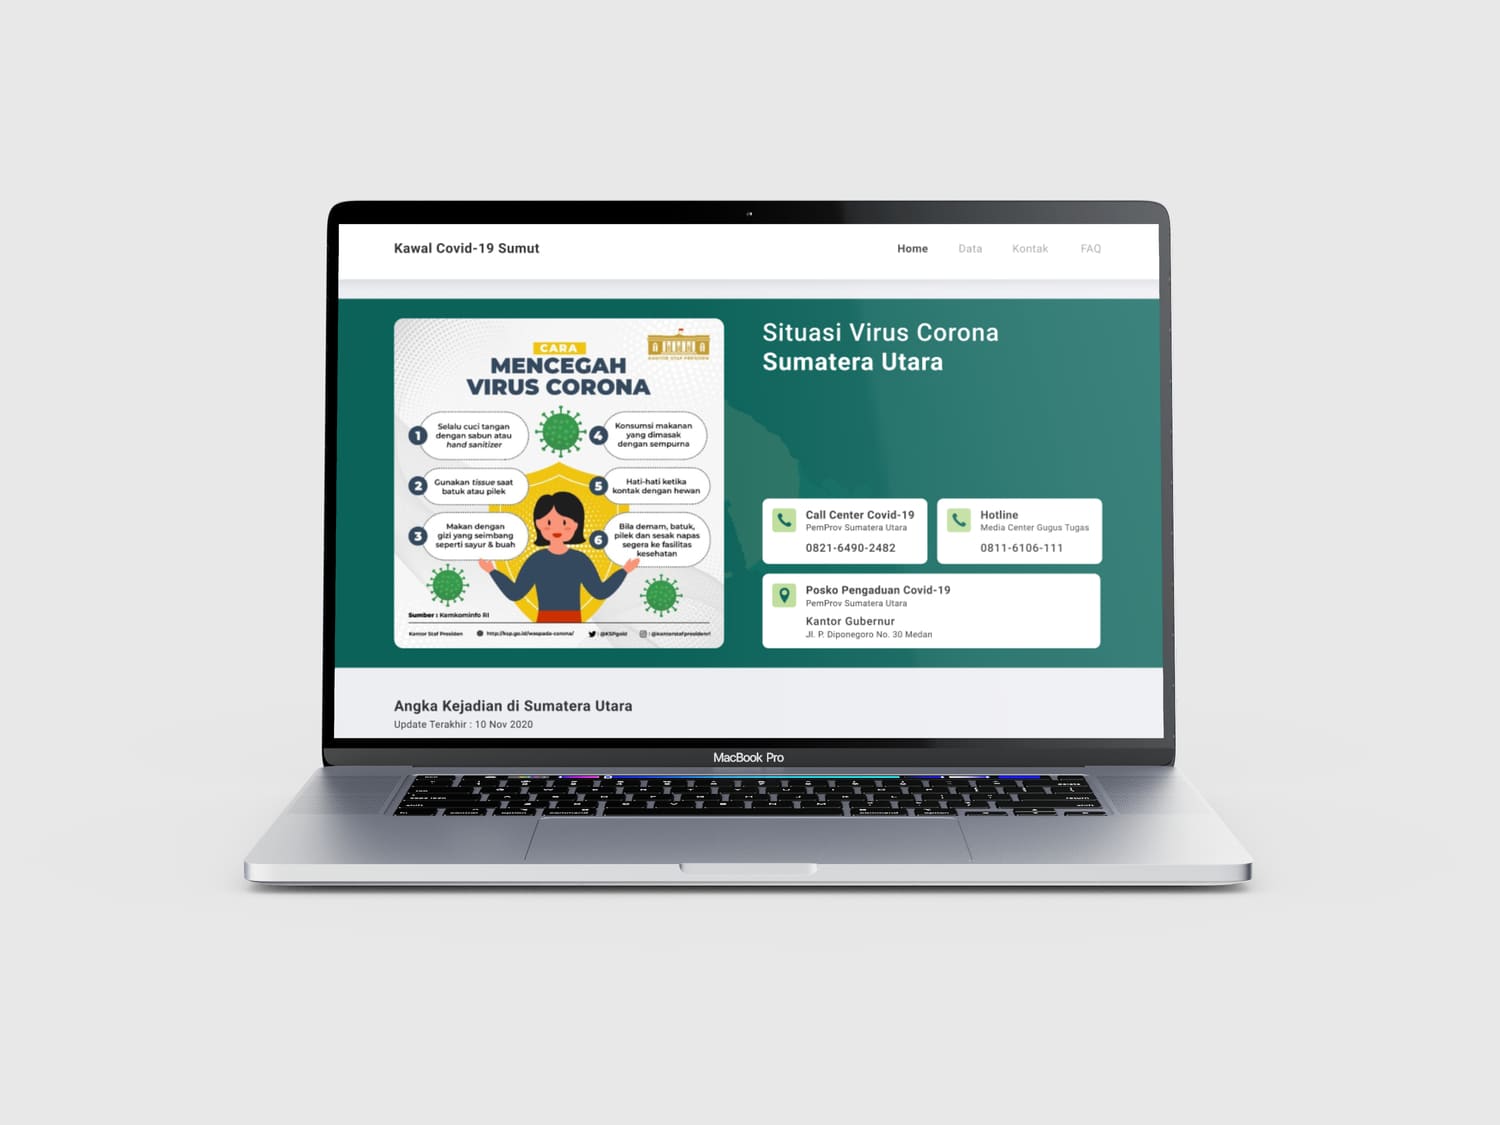 Kawal Covid-19 Sumut
Home Data Kontak FAQ
CARA
MENCEGAH
VIRUS CORONA
KANTOR STAF PRESIDEN
1
Selalu cuci tangan
dengan sabun atau
hand sanitizer
2
Gunakan tissue saat
batuk atau pilek
3
Makan dengan
gizi yang seimbang
seperti sayur & buah
4
Konsumsi makanan
yang dimasak
dengan sempurna
5
Hati-hati ketika
kontak dengan hewan
6
Bila demam, batuk,
pilek dan sesak napas
segera ke fasilitas
kesehatan
Sumber : Kemkominfo RI
Kantor Staf Presiden http://ksp.go.id/waspada-corona/ : @KSPgoid : @kantorstafpresidenri
Situasi Virus Corona
Sumatera Utara
Call Center Covid-19
PemProv Sumatera Utara
0821-6490-2482
Hotline
Media Center Gugus Tugas
0811-6106-111
Posko Pengaduan Covid-19
PemProv Sumatera Utara
Kantor Gubernur
Jl. P. Diponegoro No. 30 Medan
Angka Kejadian di Sumatera Utara
Update Terakhir : 10 Nov 2020
MacBook Pro